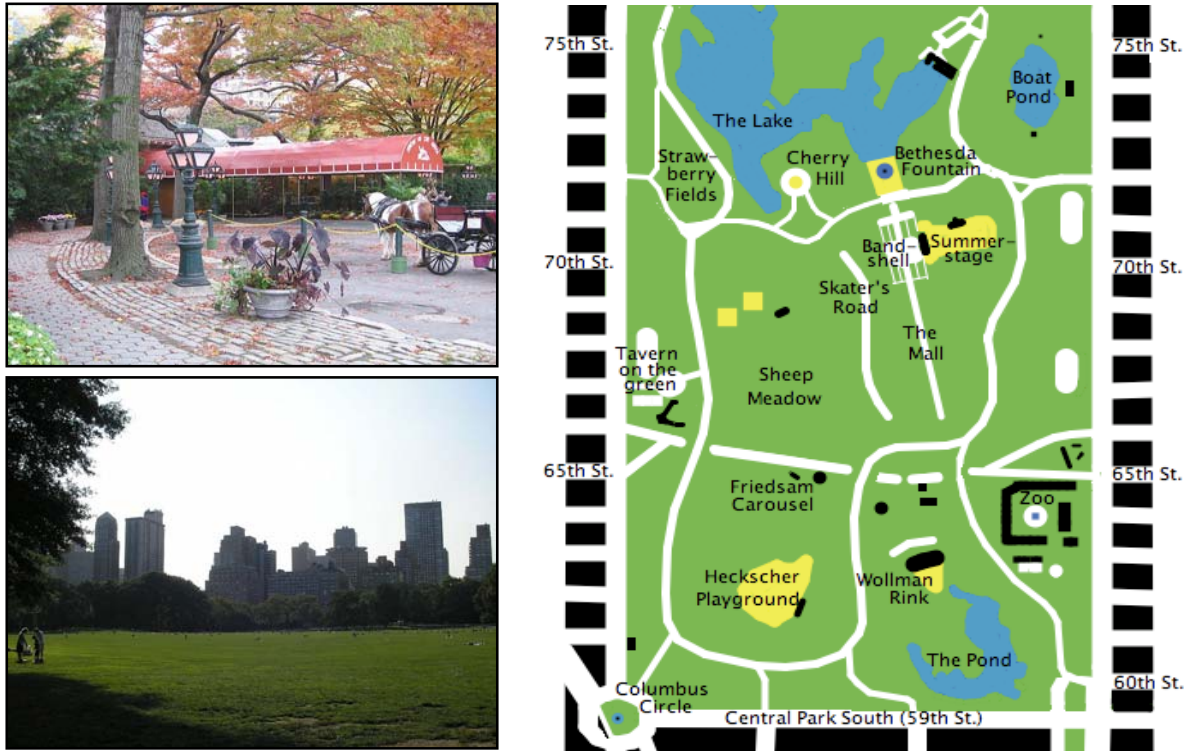 75th St.
75th St.
Boat
Pond
The Lake
Straw-
berry
Fields
Cherry
Hill
Bethesda
Fountain
Band-
shell
Summer-
stage
70th St.
70th St.
Skater's
Road
The
Mall
Tavern
on the
green
Sheep
Meadow
65th St.
65th St.
Friedsam
Carousel
Zoo
Heckscher
Playground
Wollman
Rink
The Pond
60th St.
Columbus
Circle
Central Park South (59th St.)